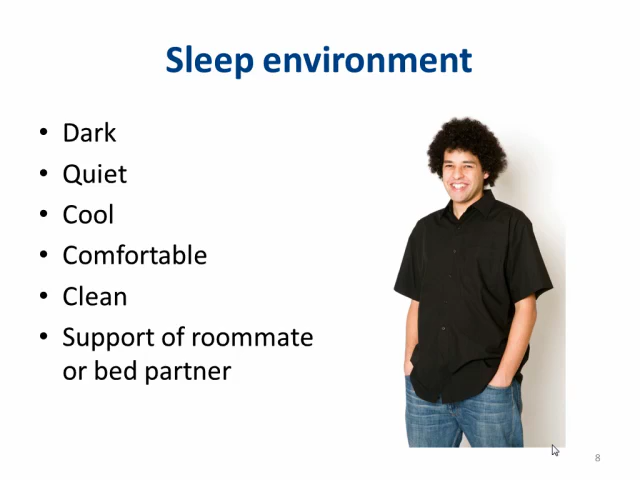 Sleep environment
• Dark
• Quiet
• Cool
• Comfortable
• Clean
• Support of roommate
or bed partner
8